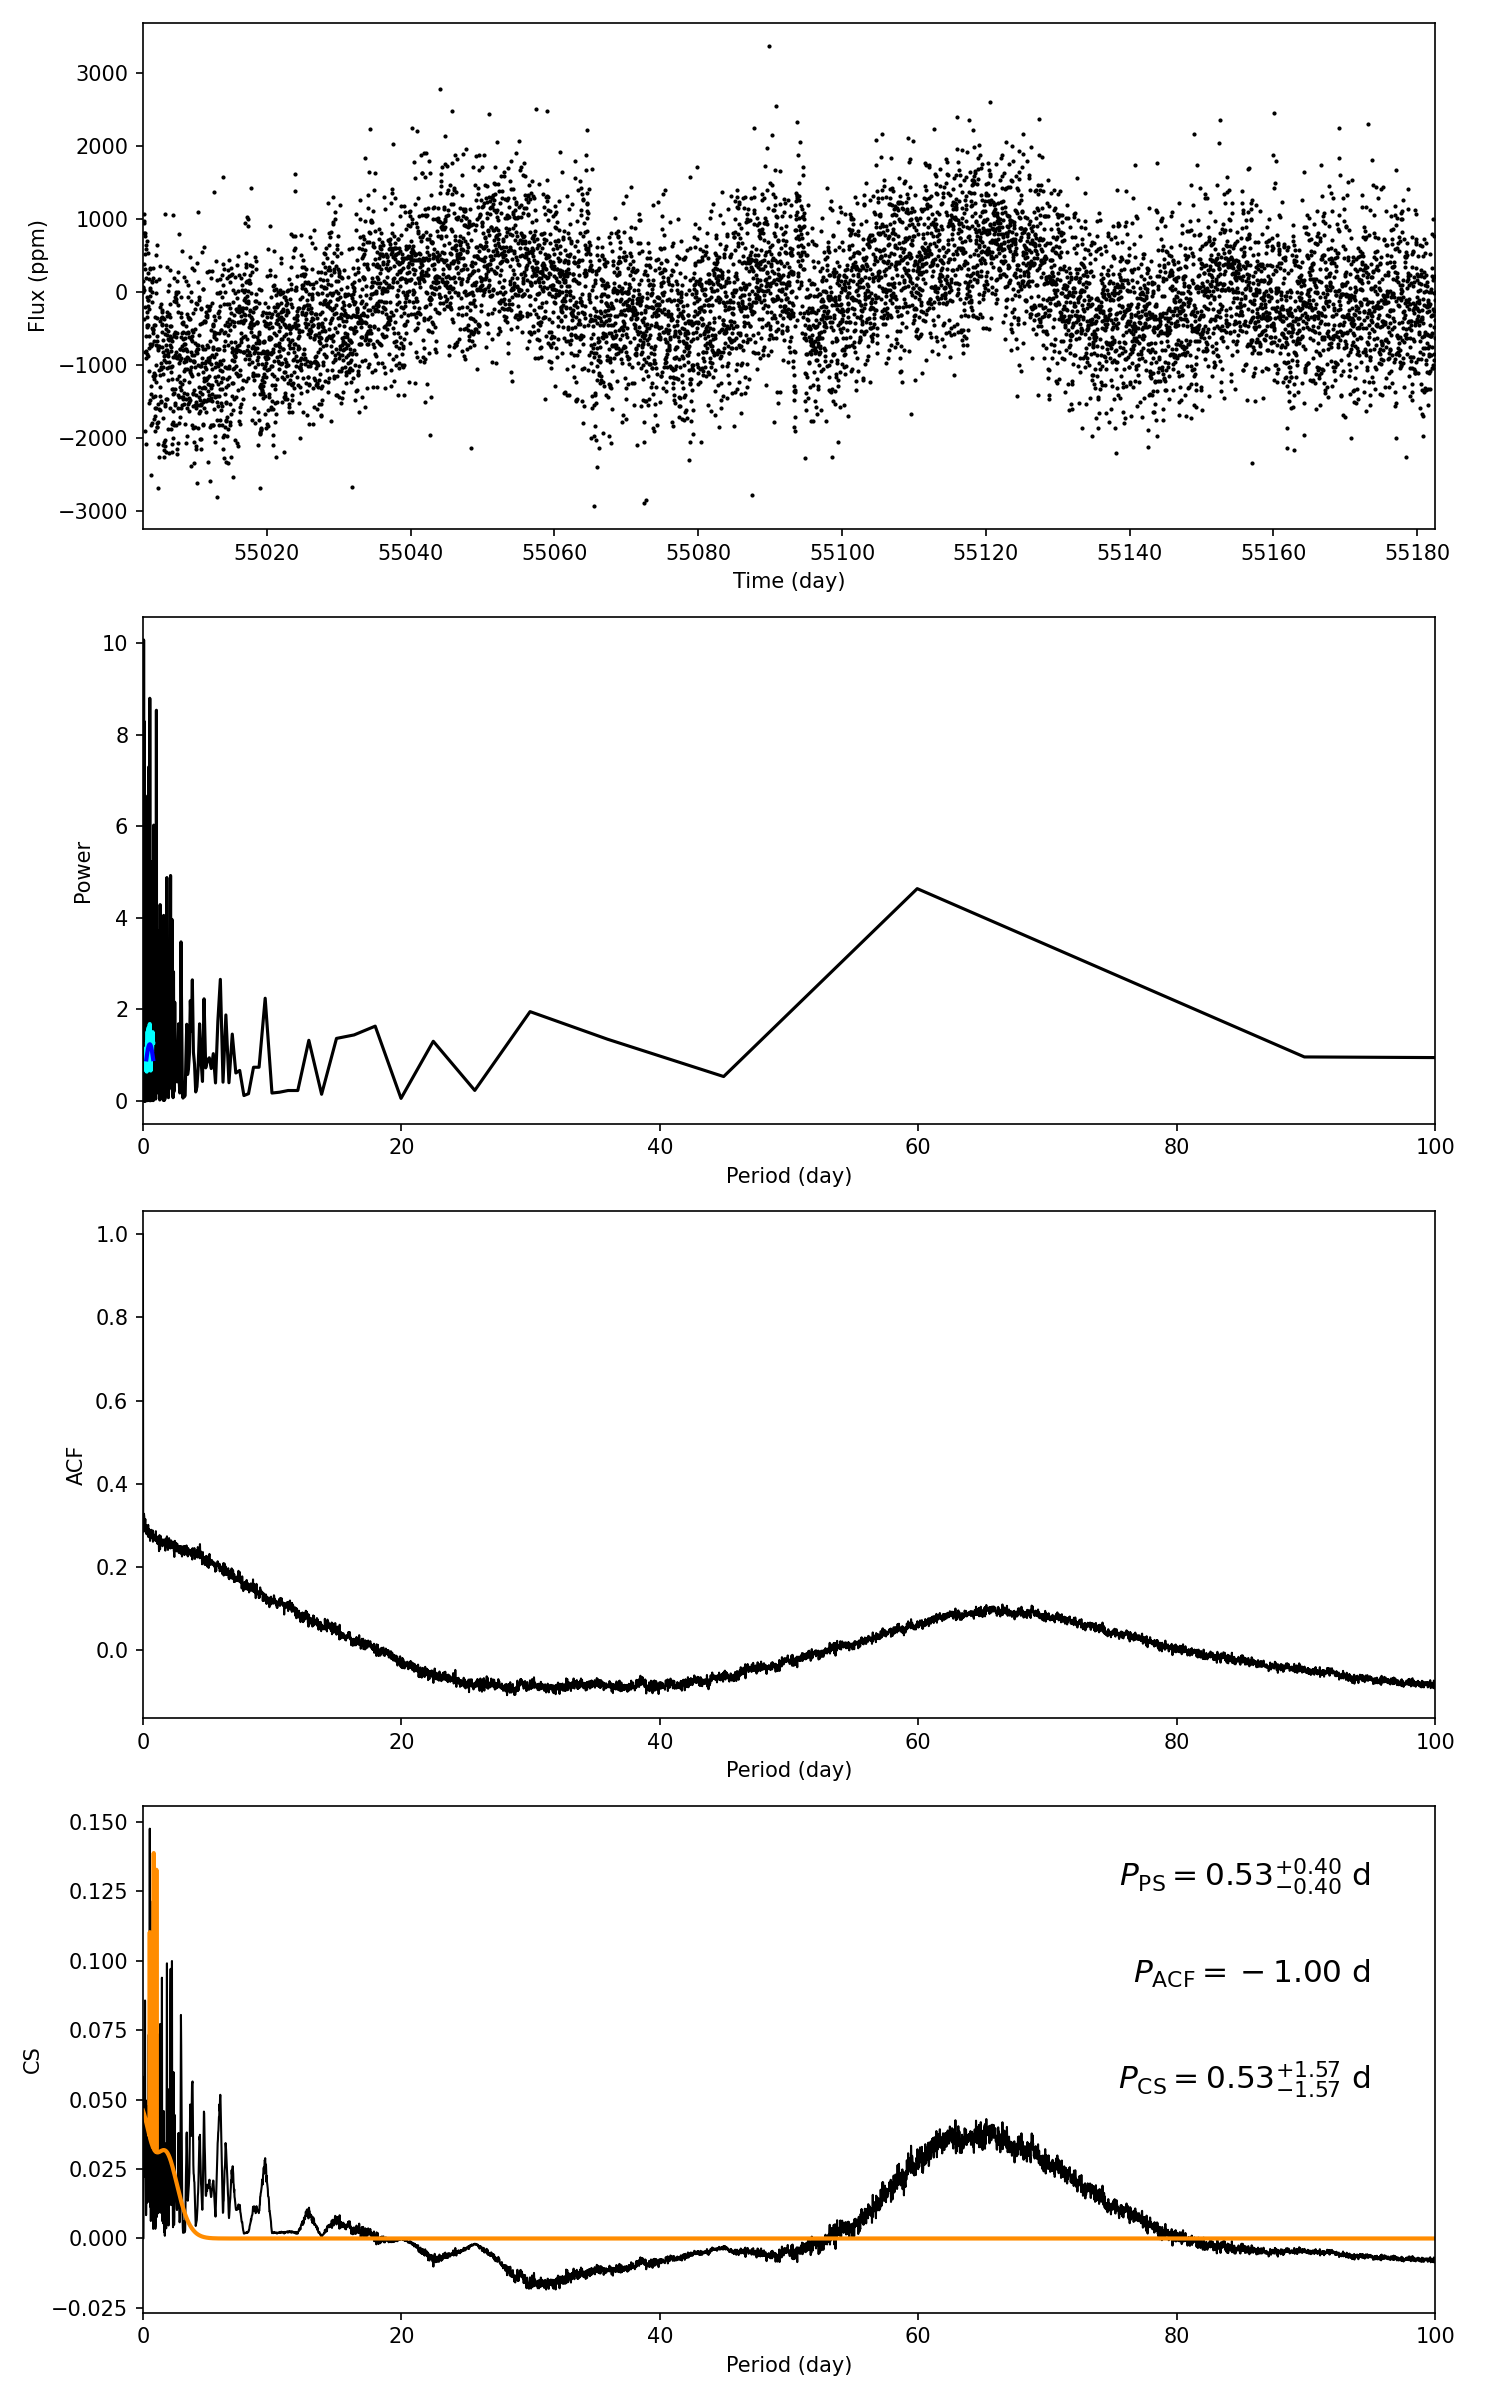 3000
2000
1000
0
−1000
−2000
−3000
Flux (ppm)
55020 55040 55060 55080 55100 55120 55140 55160 55180
Time (day)
10
8
6
4
2
0
Power
0 20 40 60 80 100
Period (day)
1.0
0.8
0.6
0.4
0.2
0.0
ACF
0 20 40 60 80 100
Period (day)
0.150
0.125
0.100
0.075
0.050
0.025
0.000
−0.025
CS
P_PS = 0.53 +0.40 −0.40 d
P_ACF = −1.00 d
P_CS = 0.53 +1.57 −1.57 d
0 20 40 60 80 100
Period (day)